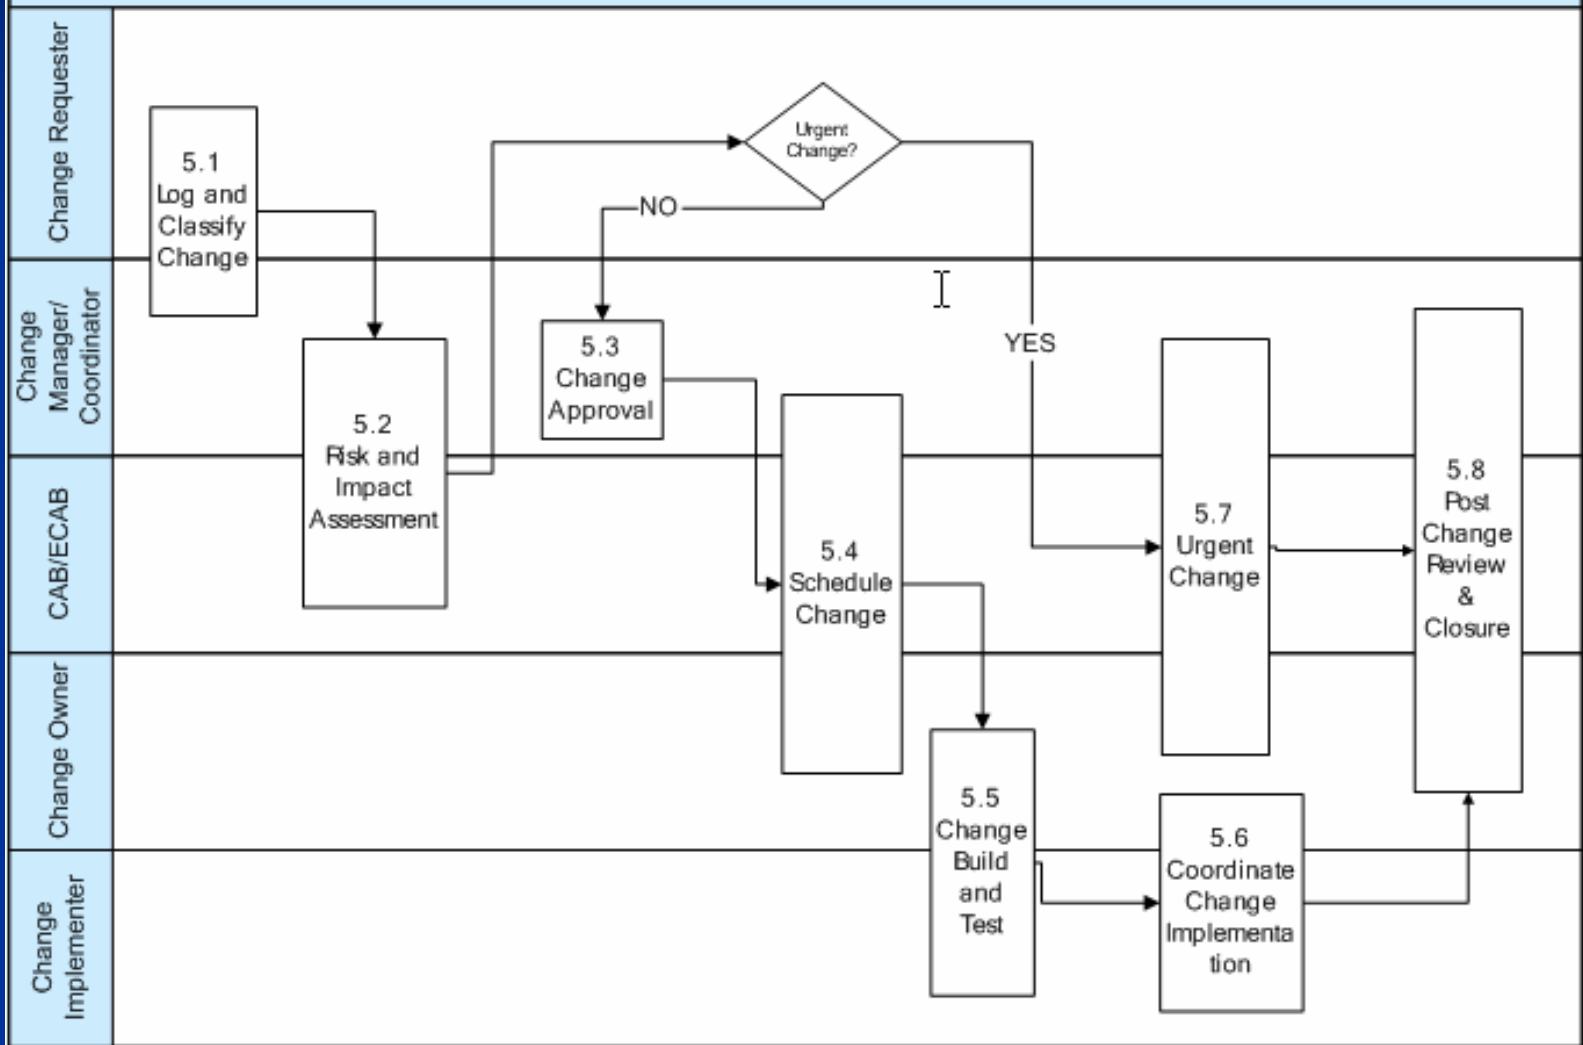 Change Requester
Change
Manager/
Coordinator
CAB/ECAB
Change Owner
Change
Implementer
5.1
Log and
Classify
Change
5.2
Risk and
Impact
Assessment
Urgent
Change?
NO
YES
5.3
Change
Approval
5.4
Schedule
Change
5.5
Change
Build
and
Test
5.6
Coordinate
Change
Implementa
tion
5.7
Urgent
Change
5.8
Post
Change
Review
&
Closure